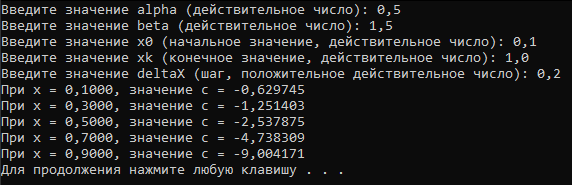 Введите значение alpha (действительное число): 0,5
Введите значение beta (действительное число): 1,5
Введите значение x0 (начальное значение, действительное число): 0,1
Введите значение xk (конечное значение, действительное число): 1,0
Введите значение deltaX (шаг, положительное действительное число): 0,2
При x = 0,1000, значение c = -0,629745
При x = 0,3000, значение c = -1,251403
При x = 0,5000, значение c = -2,537875
При x = 0,7000, значение c = -4,738309
При x = 0,9000, значение c = -9,004171
Для продолжения нажмите любую клавишу . . .